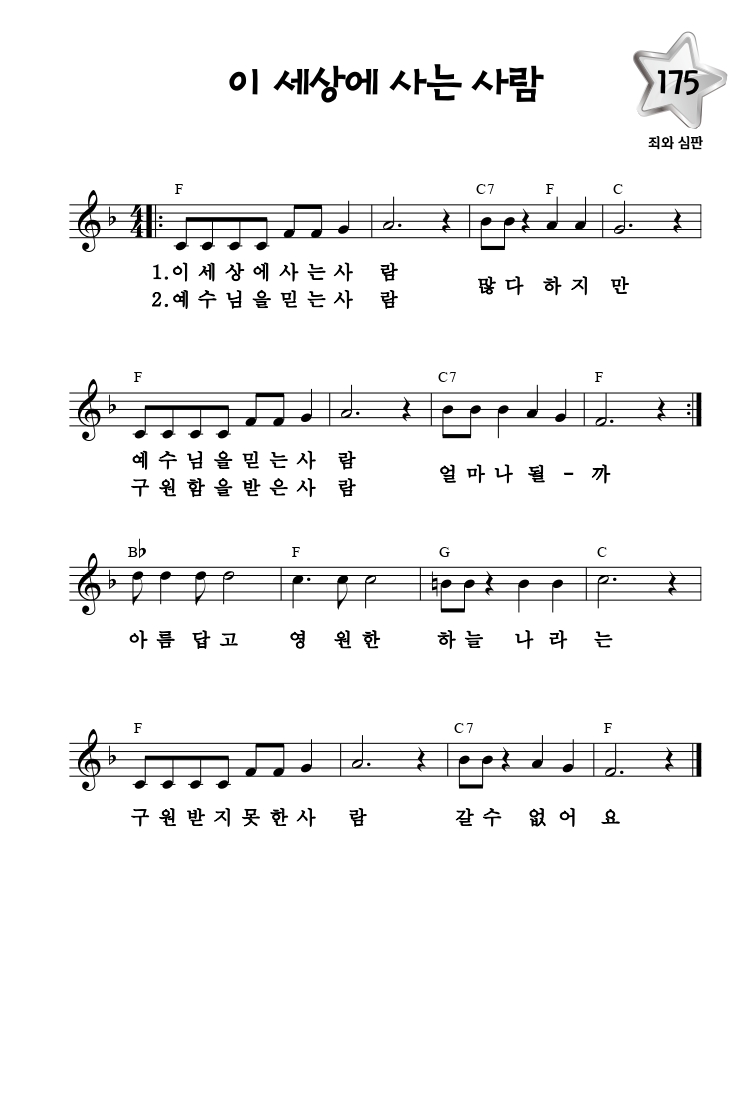 이 세상에 사는 사람
175
죄와 심판
F C7 F C
1.이 세 상 에 사 는 사 람 많 다 하 지 만
2.예 수 님 을 믿 는 사 람
F C7 F
예 수 님 을 믿 는 사 람 얼 마 나 될 - 까
구 원 함 을 받 은 사 람
B♭ F G C
아 름 답 고 영 원 한 하 늘 나 라 는
F C7 F
구 원 받 지 못 한 사 람 갈 수 없 어 요